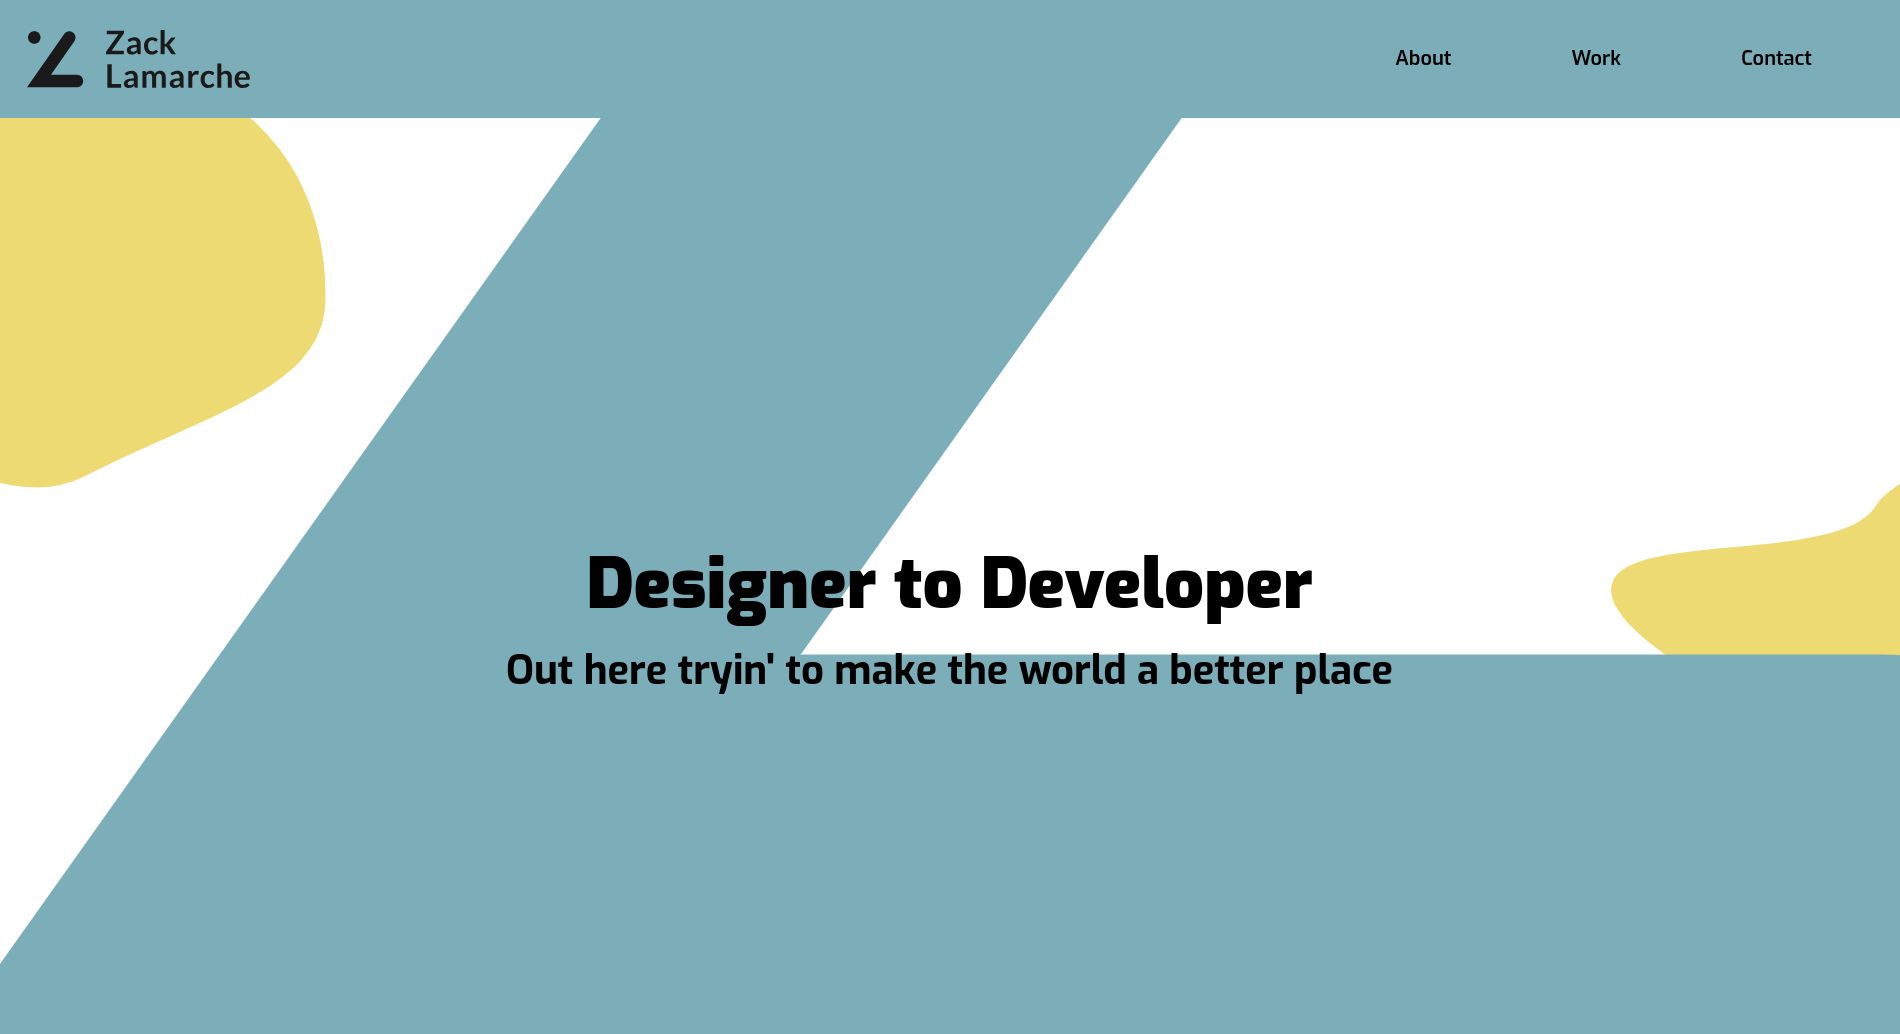 Zack
Lamarche
About
Work
Contact
Designer to Developer
Out here tryin' to make the world a better place